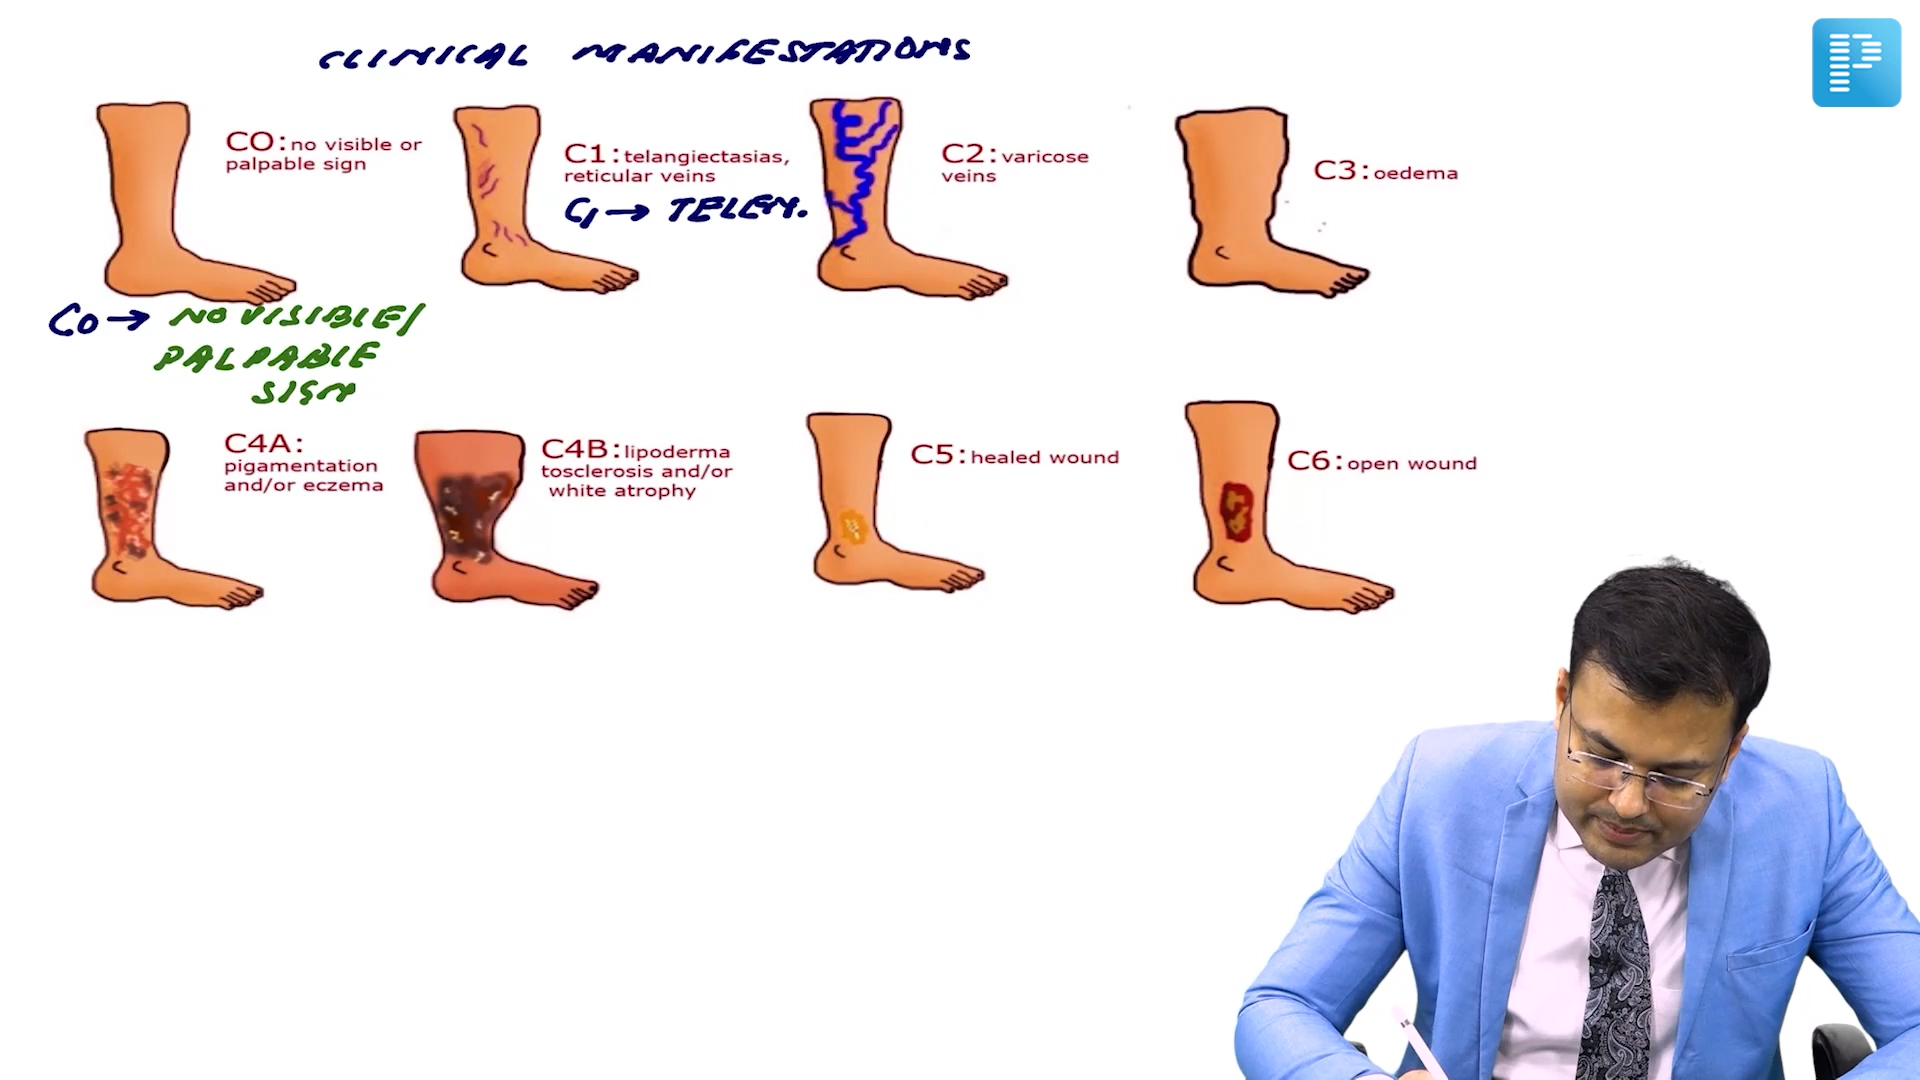 CLINICAL MANIFESTATIONS
C0: no visible or
palpable sign
C1: telangiectasias,
reticular veins
C1 → TELEN.
C2: varicose
veins
C3: oedema
C0 → NO VISIBLE/
PALPABLE
SIGN
C4A:
pigamentation
and/or eczema
C4B: lipoderma
tosclerosis and/or
white atrophy
C5: healed wound
C6: open wound
P